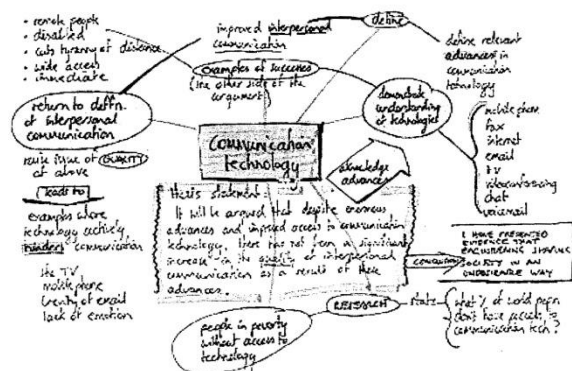 • remote people
• disabled
• cuts tyranny of distance
• wide access
• immediate
improved interpersonal
communication
define
define relevant
advances in
communication
technology
examples of successes
(the other side of the
argument)
return to deftn.
of interpersonal
communication
demonstrate
understanding
of technologies
mobile phone
fax
internet
email
tv
videoconferencing
chat
voicemail
communication
technology
acknowledge
advances
raise issue of QUALITY
of above
leads to
examples where
technology actively
hinders communication
the TV
mobile phone
brevity of email
lack of emotion
thesis statement:
It will be argued that despite enormous
advances and improved access to communication
technology, there has not been a significant
increase in the quality of interpersonal
communication as a result of these
advances.
CONCLUSION
I HAVE PRESENTED
EVIDENCE THAT
ENGINEERING SHAPING
SOCIETY IN AN
WAY
RESEARCH
stats
what % of world popn
don't have access to
communication tech?
people in poverty
without access to
technology